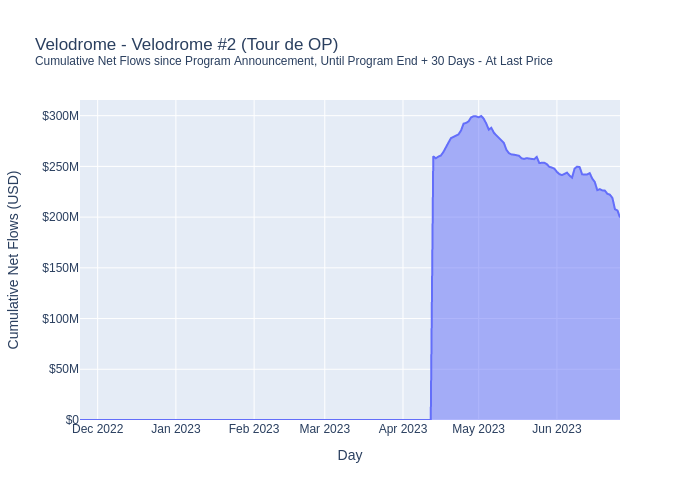 Velodrome - Velodrome #2 (Tour de OP)
Cumulative Net Flows since Program Announcement, Until Program End + 30 Days - At Last Price
Cumulative Net Flows (USD)
$300M
$250M
$200M
$150M
$100M
$50M
$0
Dec 2022 Jan 2023 Feb 2023 Mar 2023 Apr 2023 May 2023 Jun 2023
Day